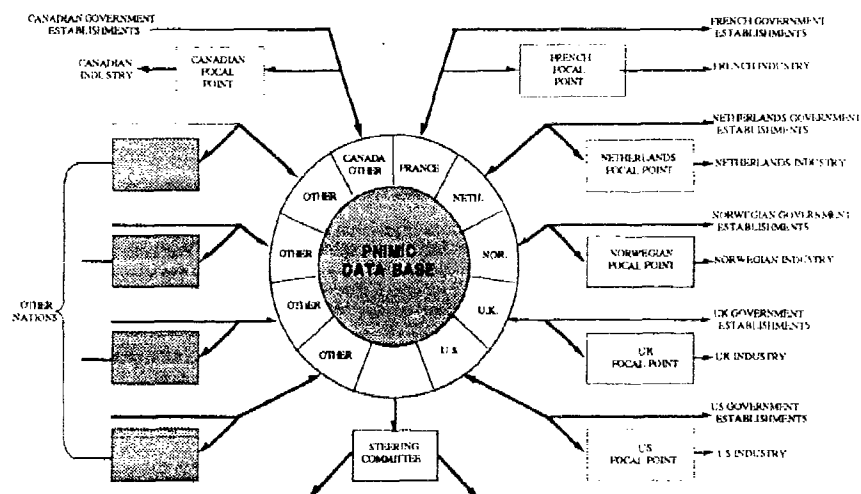 CANADIAN GOVERNMENT
ESTABLISHMENTS
FRENCH GOVERNMENT
ESTABLISHMENTS
CANADIAN
INDUSTRY
CANADIAN
FOCAL
POINT
FRENCH
FOCAL
POINT
FRENCH INDUSTRY
NETHERLANDS GOVERNMENT
ESTABLISHMENTS
NETHERLANDS
FOCAL POINT
NETHERLANDS INDUSTRY
CANADA
OTHER
FRANCE
OTHER
NETH.
OTHER
NOR.
OTHER
U.K.
OTHER
U.S.
PNIMIC
DATA BASE
NORWEGIAN GOVERNMENT
ESTABLISHMENTS
NORWEGIAN
FOCAL POINT
NORWEGIAN INDUSTRY
OTHER
NATIONS
UK GOVERNMENT
ESTABLISHMENTS
UK
FOCAL POINT
UK INDUSTRY
US GOVERNMENT
ESTABLISHMENTS
US
FOCAL POINT
US INDUSTRY
STEERING
COMMITTEE